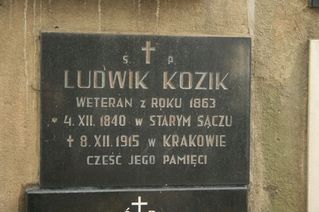 Ś. † P.
LUDWIK KOZIK
WETERAN z ROKU 1863
* 4. XII. 1840 w STARYM SĄCZU
† 8. XII. 1915 w KRAKOWIE
CZEŚĆ JEGO PAMIĘCI
Ś. † P.